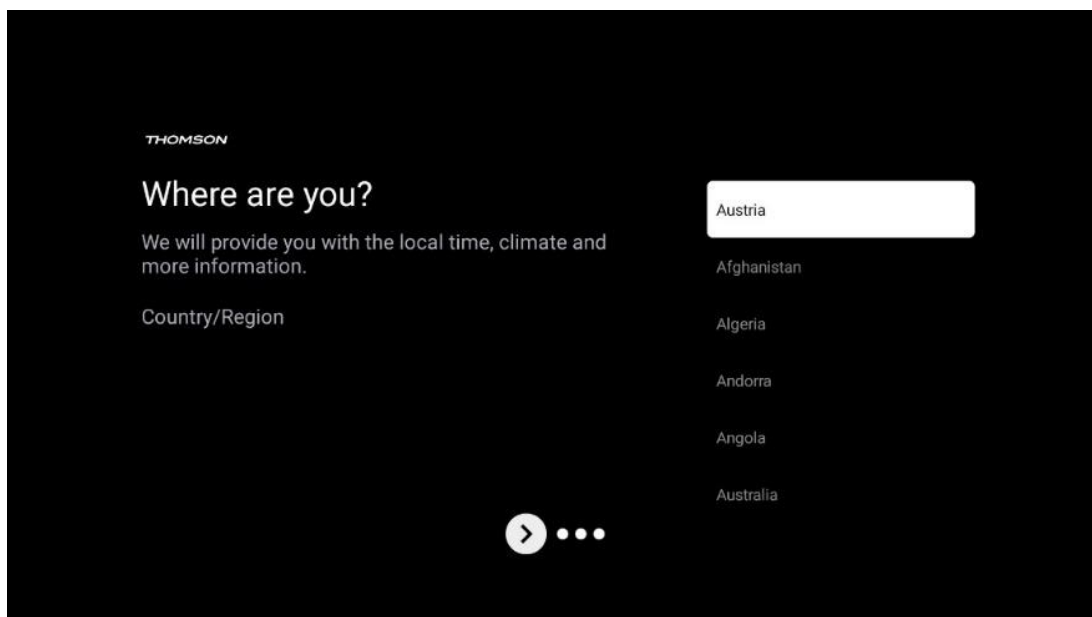 THOMSON
Where are you?
We will provide you with the local time, climate and
more information.
Country/Region
Austria
Afghanistan
Algeria
Andorra
Angola
Australia